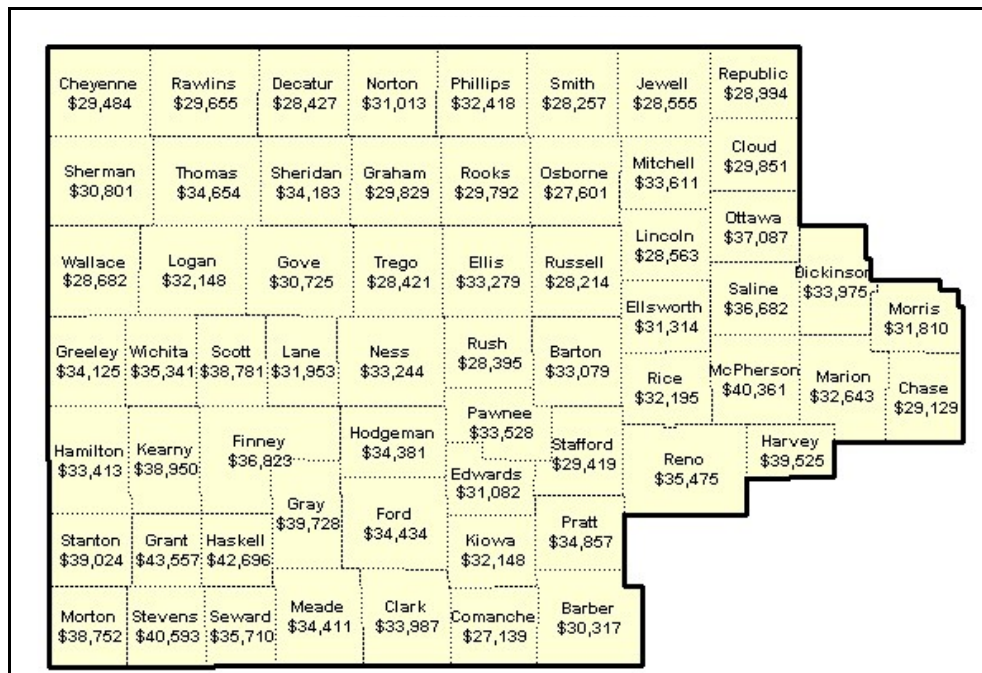 Cheyenne
$29,484
Rawlins
$29,655
Decatur
$28,427
Norton
$31,013
Phillips
$32,418
Smith
$28,257
Jewell
$28,555
Republic
$28,994
Cloud
$29,851
Sherman
$30,801
Thomas
$34,654
Sheridan
$34,183
Graham
$29,829
Rooks
$29,792
Osborne
$27,601
Mitchell
$33,611
Ottawa
$37,087
Lincoln
$28,563
Wallace
$28,682
Logan
$32,148
Gove
$30,725
Trego
$28,421
Ellis
$33,279
Russell
$28,214
Saline
$36,682
Dickinson
$33,975
Ellsworth
$31,314
Morris
$31,810
Greeley
$34,125
Wichita
$35,341
Scott
$38,781
Lane
$31,953
Ness
$33,244
Rush
$28,395
Barton
$33,079
Rice
$32,195
McPherson
$40,361
Marion
$32,643
Chase
$29,129
Hamilton
$33,413
Kearny
$38,950
Finney
$36,823
Hodgeman
$34,381
Pawnee
$33,528
Stafford
$29,419
Reno
$35,475
Harvey
$39,525
Edwards
$31,082
Gray
$39,728
Ford
$34,434
Stanton
$39,024
Grant
$43,557
Haskell
$42,696
Kiowa
$32,148
Pratt
$34,857
Morton
$38,752
Stevens
$40,593
Seward
$35,710
Meade
$34,411
Clark
$33,987
Comanche
$27,139
Barber
$30,317